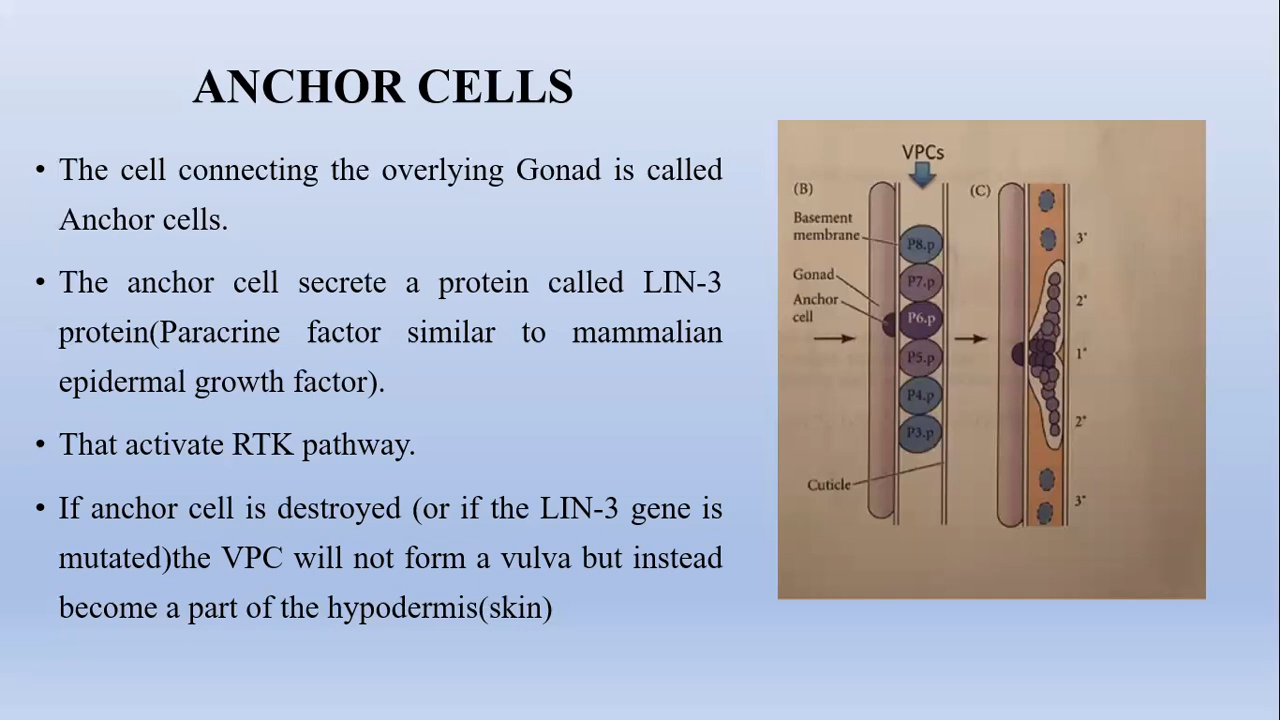 ANCHOR CELLS
• The cell connecting the overlying Gonad is called
Anchor cells.
• The anchor cell secrete a protein called LIN-3
protein(Paracrine factor similar to mammalian
epidermal growth factor).
• That activate RTK pathway.
• If anchor cell is destroyed (or if the LIN-3 gene is
mutated)the VPC will not form a vulva but instead
become a part of the hypodermis(skin)
VPCs
(B)
Basement
membrane
Gonad
Anchor
cell
P8.p
P7.p
P6.p
P5.p
P4.p
P3.p
Cuticle
(C)
3°
2°
1°
2°
3°